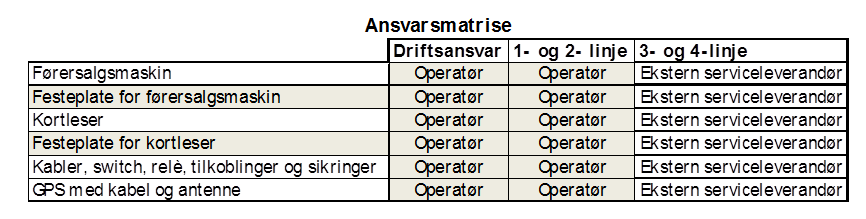 Ansvarsmatrise
Driftsansvar 1- og 2- linje 3- og 4-linje
Førersalgsmaskin Operatør Operatør Ekstern serviceleverandør
Festeplate for førersalgsmaskin Operatør Operatør Ekstern serviceleverandør
Kortleser Operatør Operatør Ekstern serviceleverandør
Festeplate for kortleser Operatør Operatør Ekstern serviceleverandør
Kabler, switch, relè, tilkoblinger og sikringer Operatør Operatør Ekstern serviceleverandør
GPS med kabel og antenne Operatør Operatør Ekstern serviceleverandør